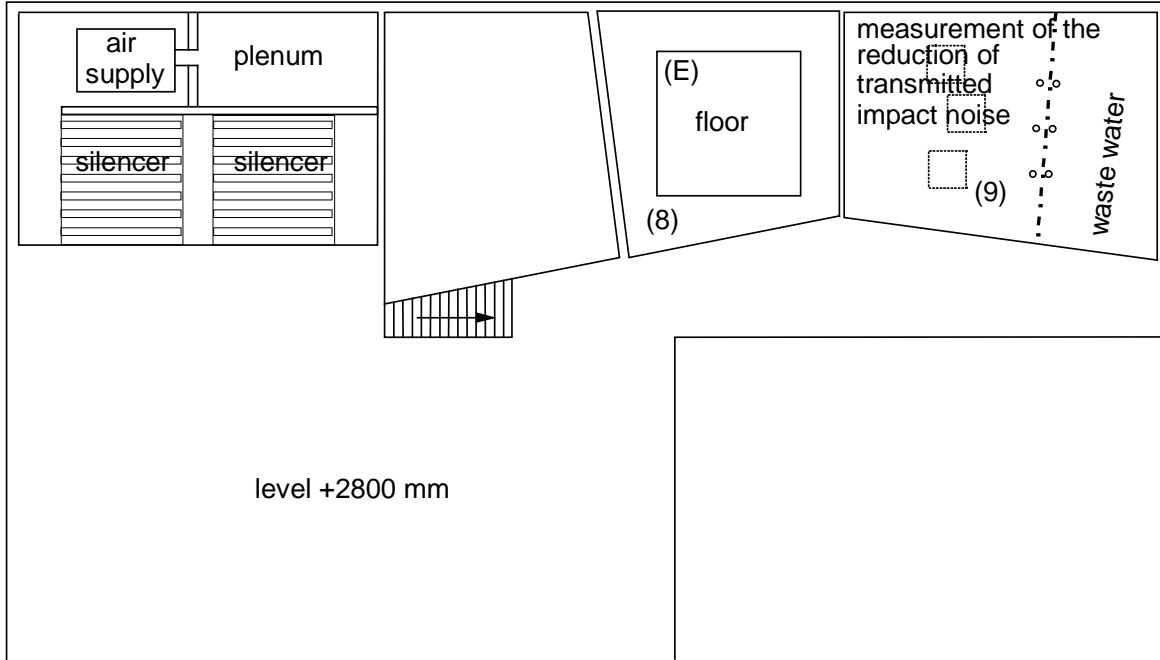 air
supply
plenum
silencer
silencer
(E)
floor
(8)
measurement of the
reduction of
transmitted
impact noise
(9)
waste water
level +2800 mm